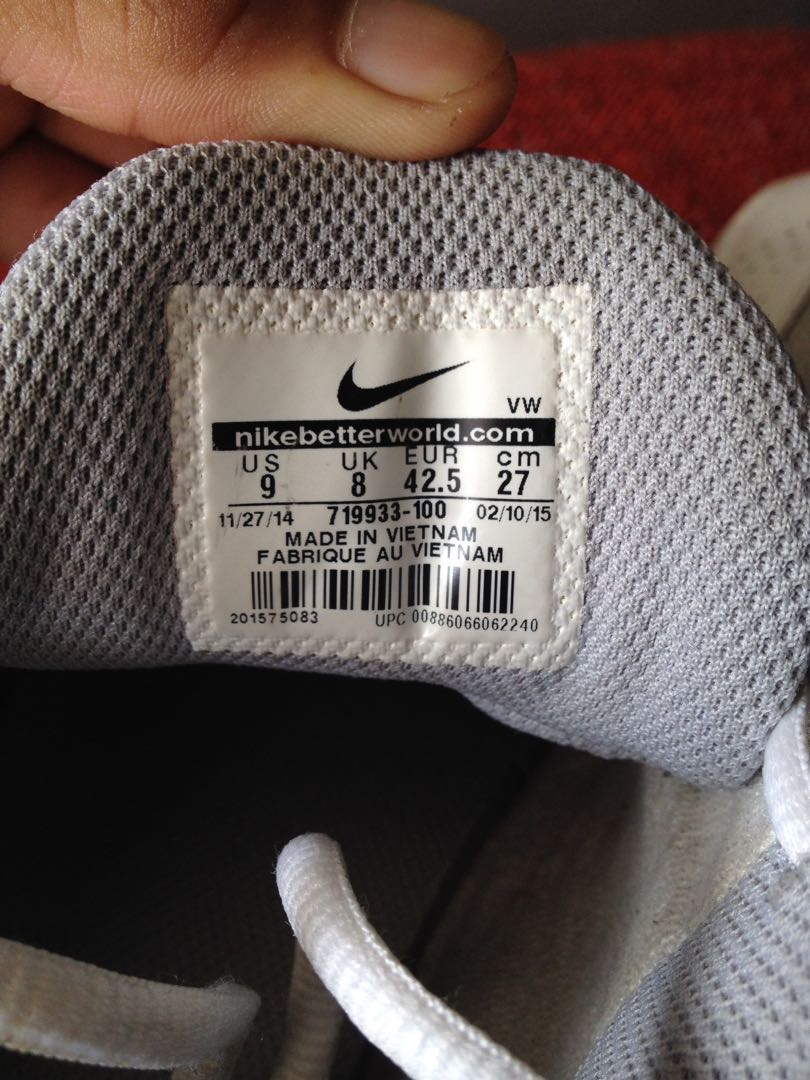 VW
nikebetterworld.com
US UK EUR cm
9 8 42.5 27
11/27/14 719933-100 02/10/15
MADE IN VIETNAM
FABRIQUE AU VIETNAM
201575083 UPC 00886066062240